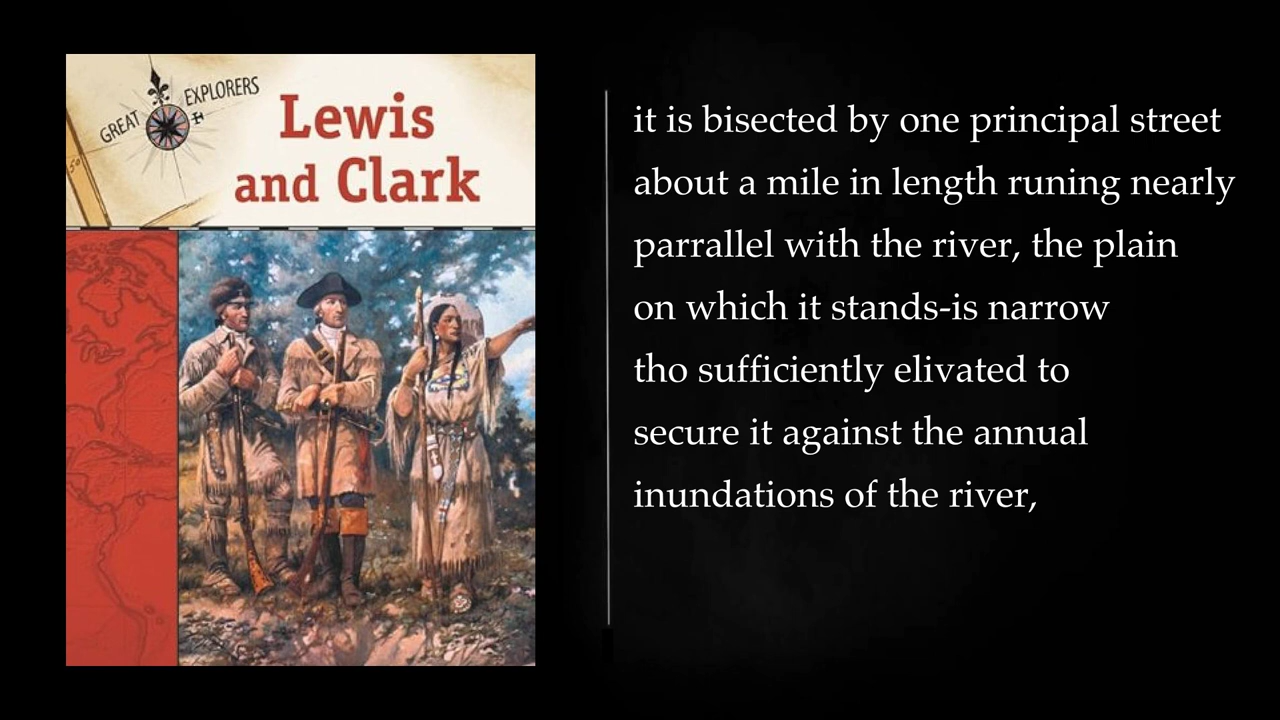 GREAT EXPLORERS
Lewis
and Clark
50
it is bisected by one principal street
about a mile in length runing nearly
parrallel with the river, the plain
on which it stands-is narrow
tho sufficiently elivated to
secure it against the annual
inundations of the river,